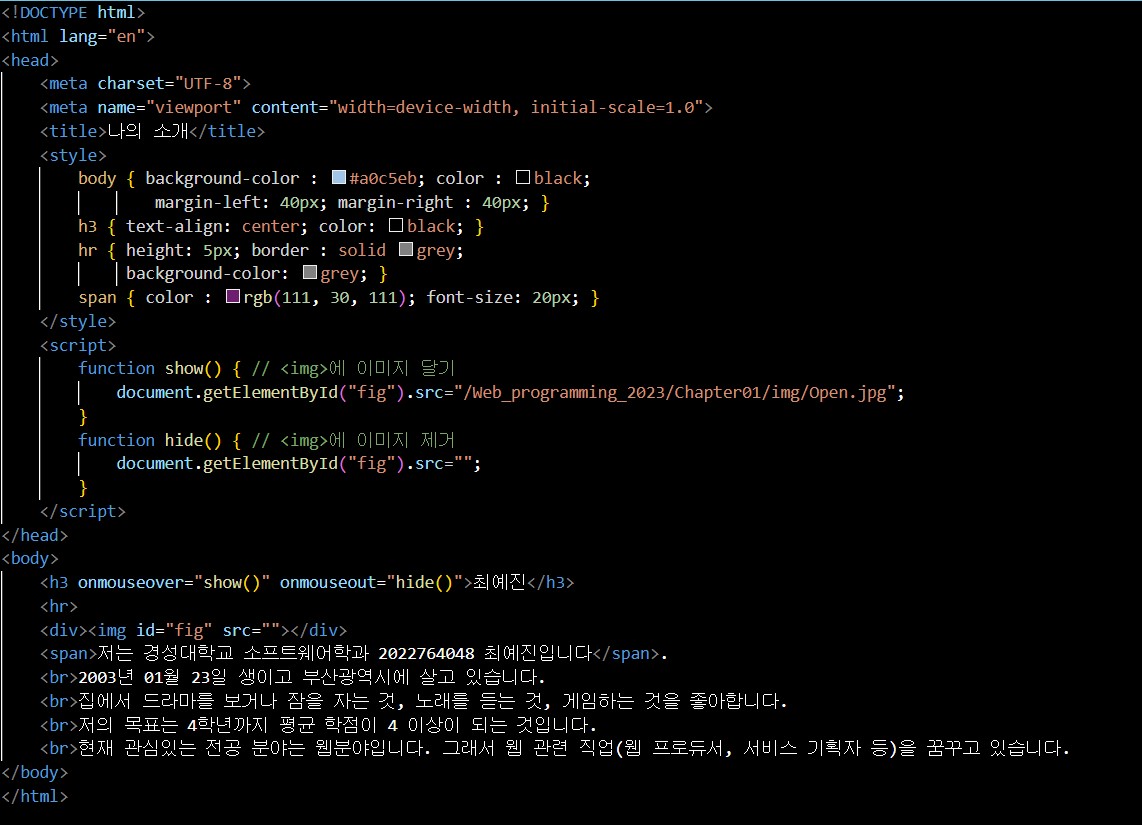 <!DOCTYPE html>
<html lang="en">
<head>
<meta charset="UTF-8">
<meta name="viewport" content="width=device-width, initial-scale=1.0">
<title>나의 소개</title>
<style>
body { background-color : #a0c5eb; color : black;
margin-left: 40px; margin-right : 40px; }
h3 { text-align: center; color: black; }
hr { height: 5px; border : solid grey;
background-color: grey; }
span { color : rgb(111, 30, 111); font-size: 20px; }
</style>
<script>
function show() { // <img>에 이미지 달기
document.getElementById("fig").src="/Web_programming_2023/Chapter01/img/Open.jpg";
}
function hide() { // <img>에 이미지 제거
document.getElementById("fig").src="";
}
</script>
</head>
<body>
<h3 onmouseover="show()" onmouseout="hide()">최예진</h3>
<hr>
<div><img id="fig" src=""></div>
<span>저는 경성대학교 소프트웨어학과 2022764048 최예진입니다</span>.
<br>2003년 01월 23일 생이고 부산광역시에 살고 있습니다.
<br>집에서 드라마를 보거나 잠을 자는 것, 노래를 듣는 것, 게임하는 것을 좋아합니다.
<br>저의 목표는 4학년까지 평균 학점이 4 이상이 되는 것입니다.
<br>현재 관심있는 전공 분야는 웹분야입니다. 그래서 웹 관련 직업(웹 프로듀서, 서비스 기획자 등)을 꿈꾸고 있습니다.
</body>
</html>